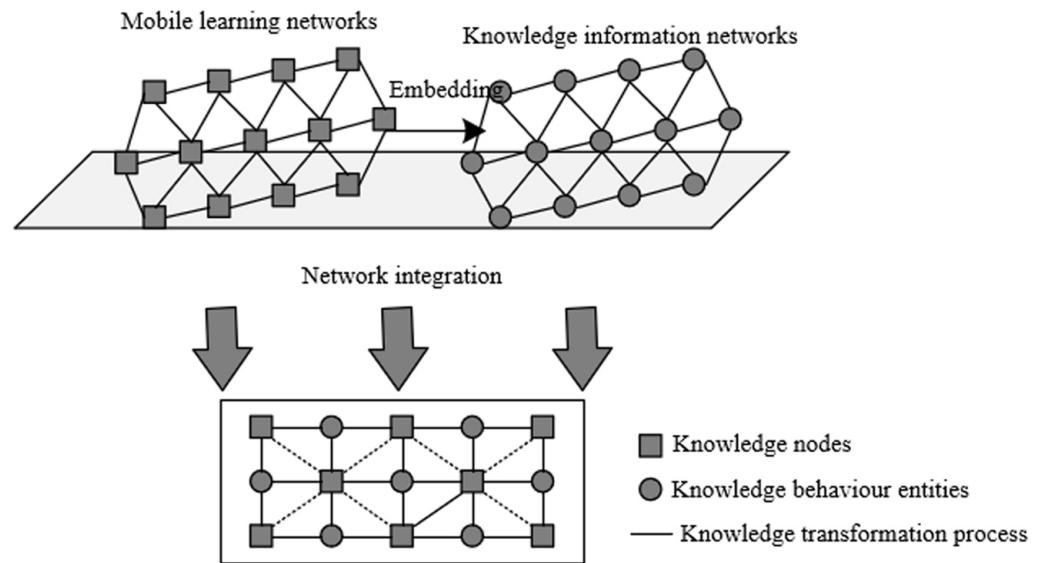 Mobile learning networks
Knowledge information networks
Embedding
Network integration
Knowledge nodes
Knowledge behaviour entities
Knowledge transformation process